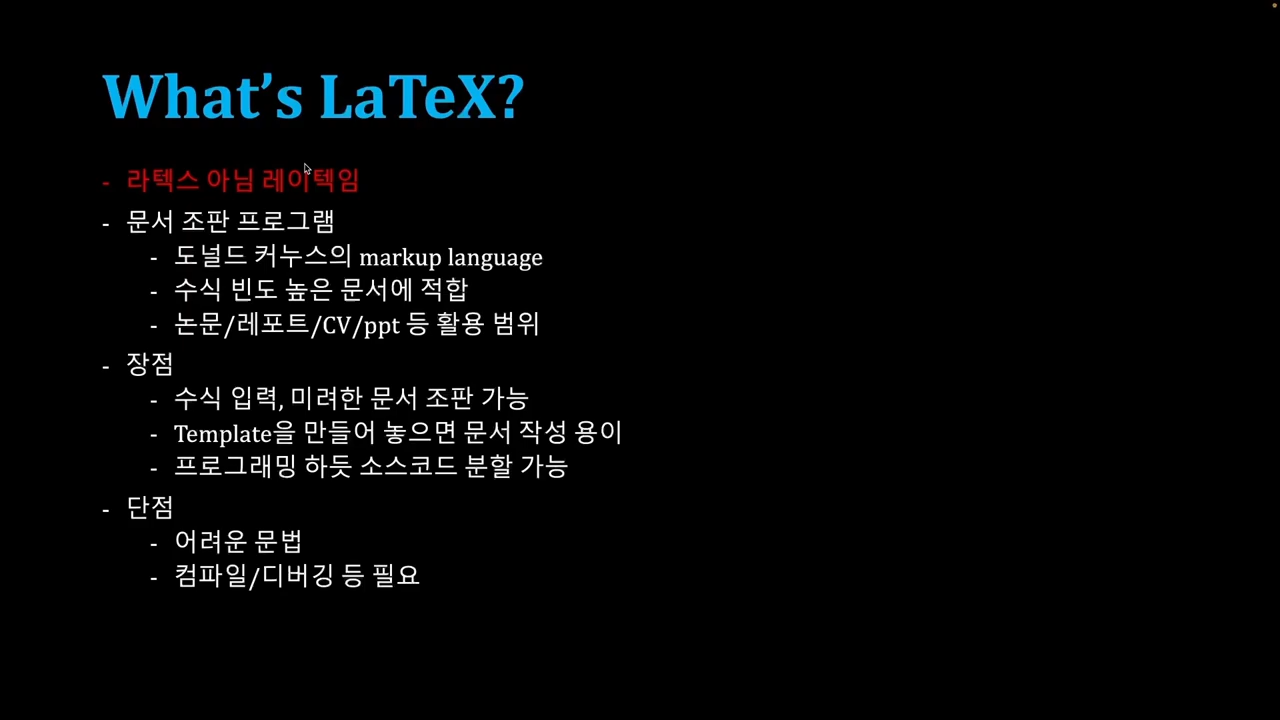 What's LaTeX?
- 라텍스 아님 레이텍임
- 문서 조판 프로그램
- 도널드 커누스의 markup language
- 수식 빈도 높은 문서에 적합
- 논문/레포트/CV/ppt 등 활용 범위
- 장점
- 수식 입력, 미려한 문서 조판 가능
- Template을 만들어 놓으면 문서 작성 용이
- 프로그래밍 하듯 소스코드 분할 가능
- 단점
- 어려운 문법
- 컴파일/디버깅 등 필요